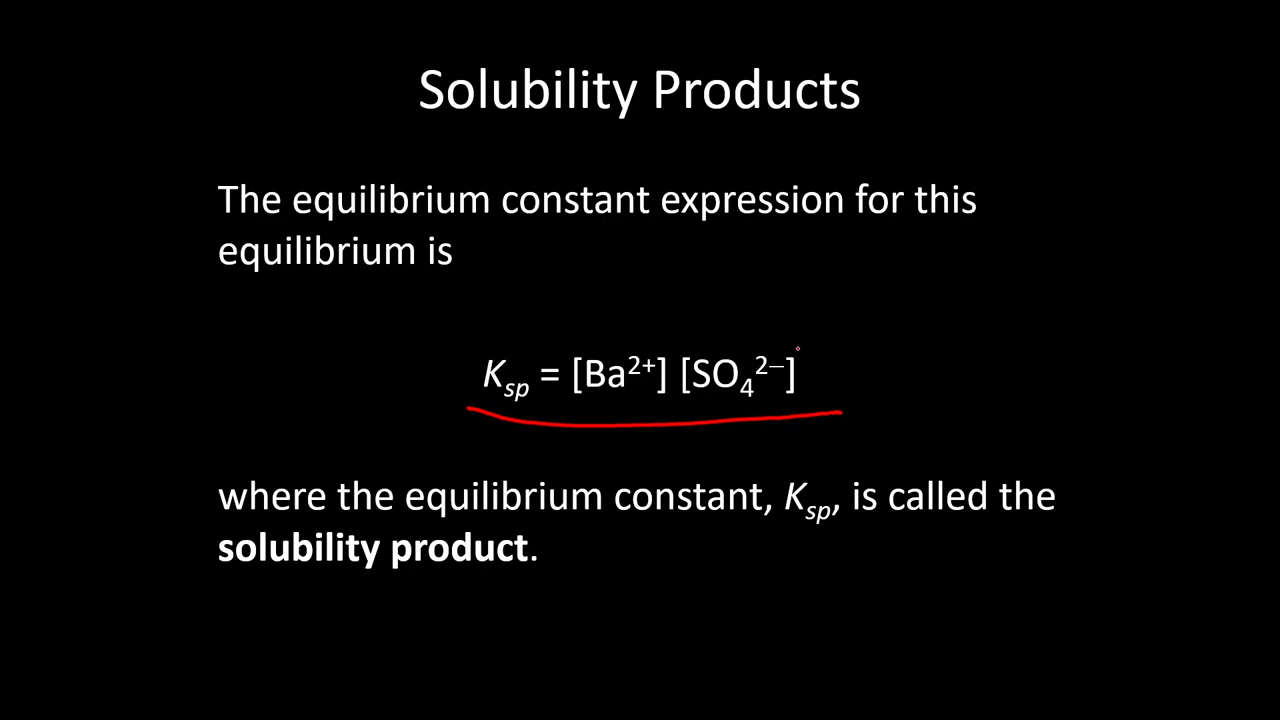 Solubility Products
The equilibrium constant expression for this
equilibrium is
Ksp = [Ba²⁺] [SO₄²⁻]
where the equilibrium constant, Ksp, is called the
solubility product.